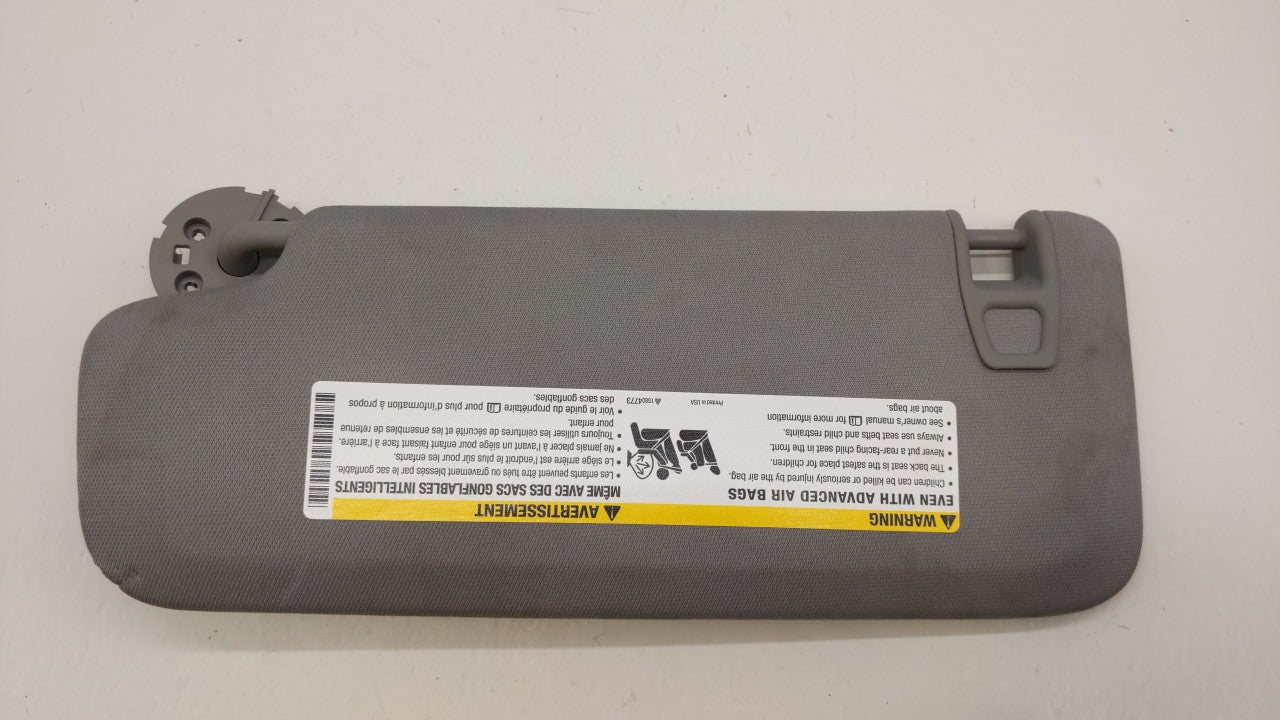 ⚠ WARNING
EVEN WITH ADVANCED AIR BAGS
• Children can be killed or seriously injured by the air bag.
• The back seat is the safest place for children.
• Never put a rear-facing child seat in the front.
• Always use seat belts and child restraints.
• See owner's manual for more information
about air bags.
⚠ AVERTISSEMENT
MÊME AVEC DES SACS GONFLABLES INTELLIGENTS
• Les enfants peuvent être tués ou gravement blessés par le sac gonflable.
• Le siège arrière est l'endroit le plus sûr pour les enfants.
• Ne jamais placer à l'avant un siège pour enfant faisant face à l'arrière.
• Toujours utiliser les ceintures de sécurité et les ensembles de retenue
pour enfant.
• Voir le guide du propriétaire pour plus d'information à propos
des sacs gonflables.
Printed in USA
15804773